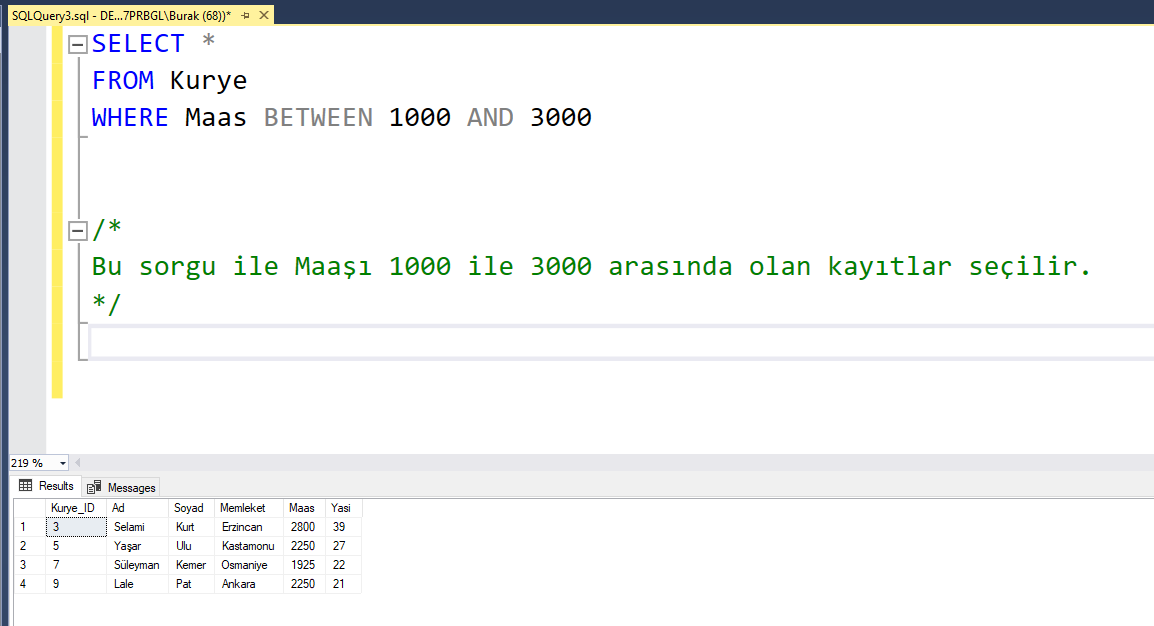 SQLQuery3.sql - DE...7PRBGL\Burak (68))*
SELECT *
FROM Kurye
WHERE Maas BETWEEN 1000 AND 3000
/*
Bu sorgu ile Maaşı 1000 ile 3000 arasında olan kayıtlar seçilir.
*/
219 %
Results Messages
Kurye_ID Ad Soyad Memleket Maas Yasi
1 3 Selami Kurt Erzincan 2800 39
2 5 Yaşar Ulu Kastamonu 2250 27
3 7 Süleyman Kemer Osmaniye 1925 22
4 9 Lale Pat Ankara 2250 21